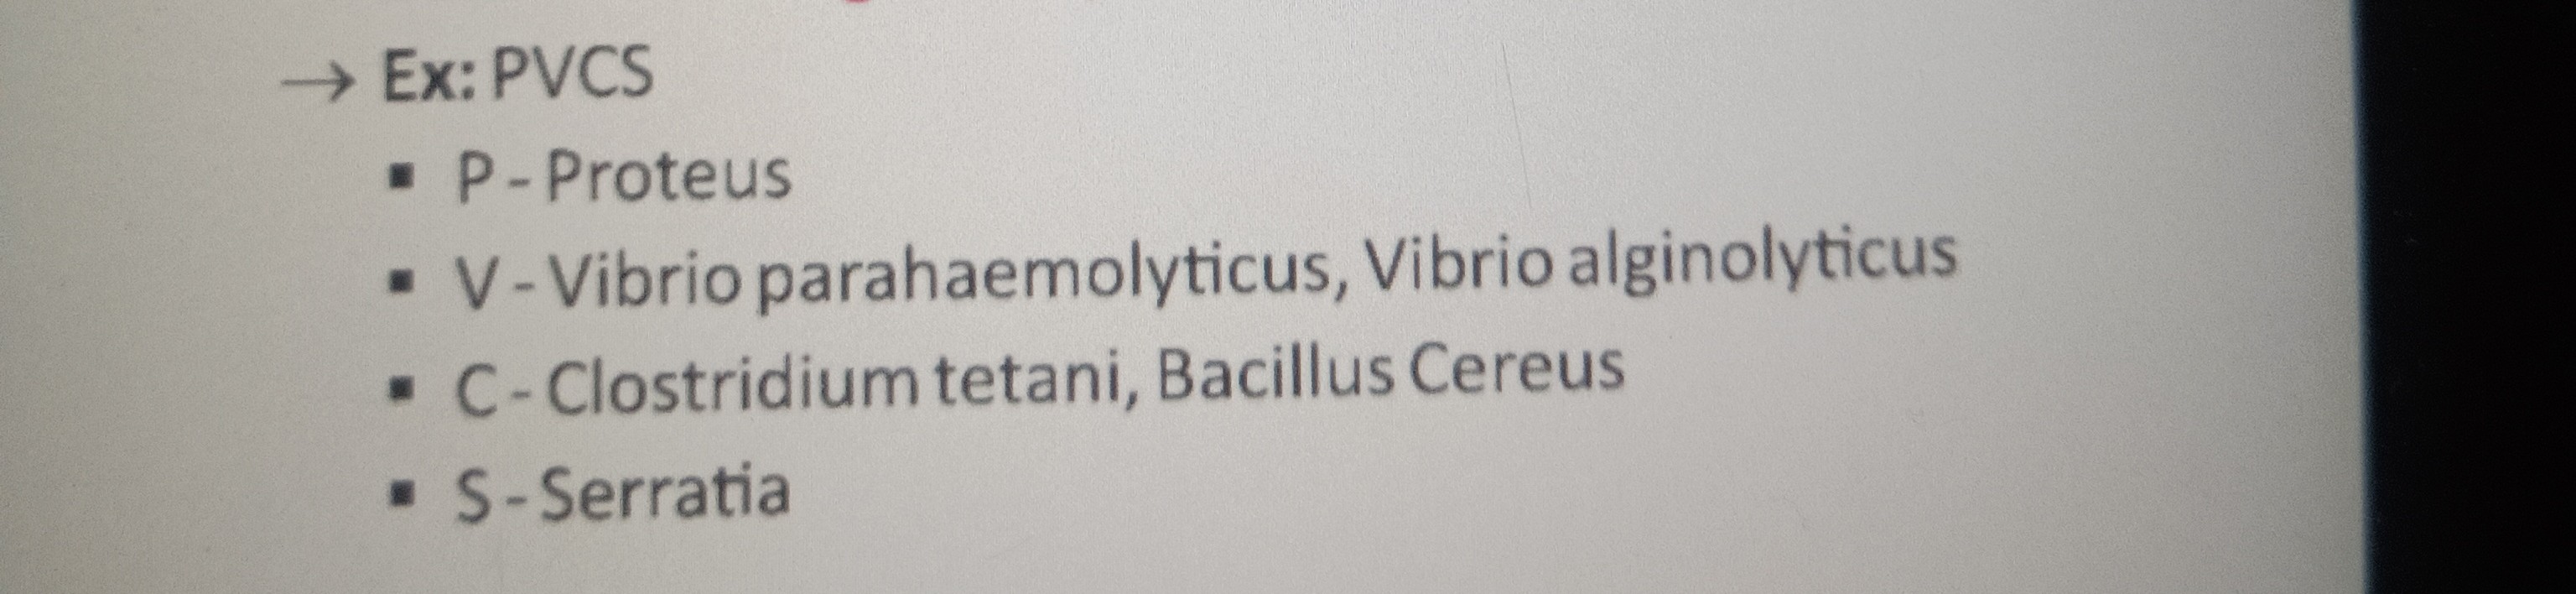 → Ex: PVCS
▪ P - Proteus
▪ V - Vibrio parahaemolyticus, Vibrio alginolyticus
▪ C - Clostridium tetani, Bacillus Cereus
▪ S - Serratia